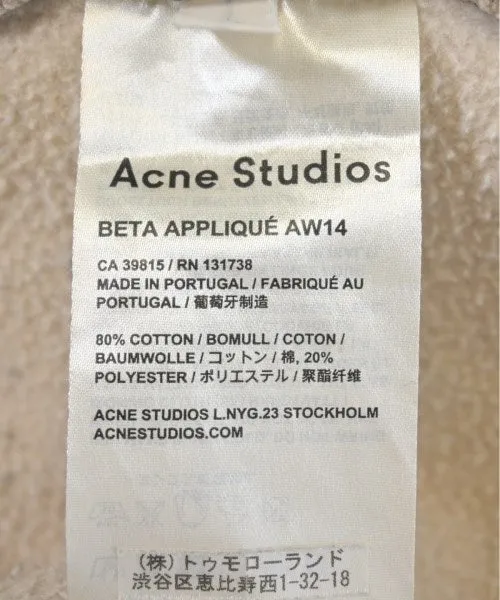 Acne Studios
BETA APPLIQUÉ AW14
CA 39815 / RN 131738
MADE IN PORTUGAL / FABRIQUÉ AU
PORTUGAL / 葡萄牙制造
80% COTTON / BOMULL / COTON /
BAUMWOLLE / コットン / 棉, 20%
POLYESTER / ポリエステル / 聚酯纤维
ACNE STUDIOS L.NYG.23 STOCKHOLM
ACNESTUDIOS.COM
(株)トゥモローランド
渋谷区恵比野西1-32-18